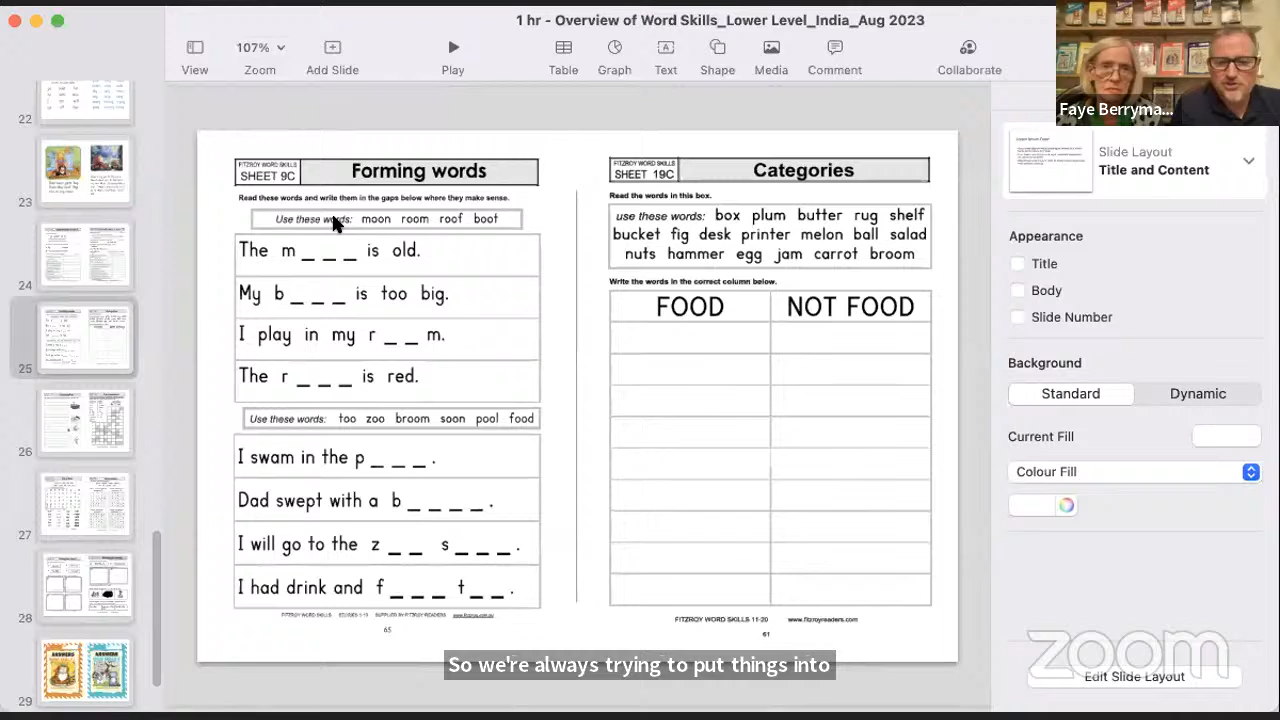 1 hr - Overview of Word Skills_Lower Level_India_Aug 2023
107%
View
Zoom
Add Slide
Play
Table
Graph
Text
Shape
Media
Comment
Collaborate
Faye Berryma...
22
23
24
25
26
27
28
29
FITZROY WORD SKILLS
SHEET 9C
Forming words
Read these words and write them in the gaps below where they make sense.
Use these words: moon room roof boot
The m _ _ _ is old.
My b _ _ _ is too big.
I play in my r _ _ m.
The r _ _ _ is red.
Use these words: too zoo broom soon pool food
I swam in the p _ _ _ .
Dad swept with a b _ _ _ _ .
I will go to the z _ _ s _ _ _ .
I had drink and f _ _ _ t _ _ .
65
FITZROY WORD SKILLS
SHEET 19C
Categories
Read the words in this box.
use these words: box plum butter rug shelf
bucket fig desk printer melon ball salad
nuts hammer egg jam carrot broom
Write the words in the correct column below.
FOOD NOT FOOD
FITZROY WORD SKILLS 11-20 www.fitzroyreaders.com
61
Slide Layout
Title and Content
Appearance
Title
Body
Slide Number
Background
Standard
Dynamic
Current Fill
Colour Fill
Edit Slide Layout
zoom
So we're always trying to put things into